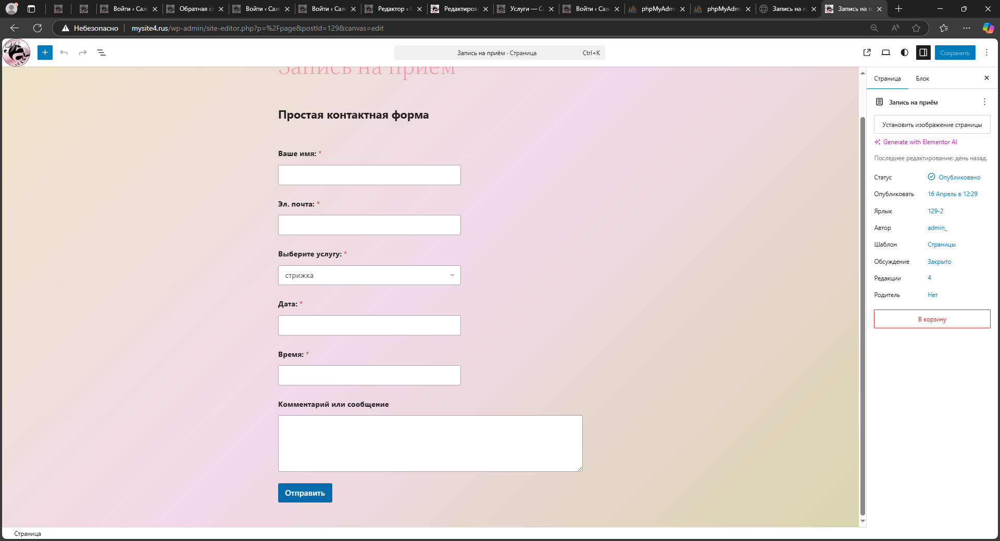 Войти ‹ Сал
Обратная с
Войти ‹ Сал
Войти ‹ Сал
Редактор ‹
Редактиров
Услуги — С
Войти ‹ Сал
phpMyAdmi
phpMyAdmi
Запись на п
Запись на п
Небезопасно
mysite4.rus/wp-admin/site-editor.php?p=%2Fpage&postId=129&canvas=edit
Запись на приём · Страница Ctrl+K
Сохранить
Запись на приём
Простая контактная форма
Ваше имя: *
Эл. почта: *
Выберите услугу: *
стрижка
Дата: *
Время: *
Комментарий или сообщение
Отправить
Страница Блок
Запись на приём
Установить изображение страницы
Generate with Elementor AI
Последнее редактирование: день назад.
Статус Опубликовано
Опубликовать 16 Апрель в 12:29
Ярлык 129-2
Автор admin_
Шаблон Страницы
Обсуждение Закрыто
Редакции 4
Родитель Нет
В корзину
Страница